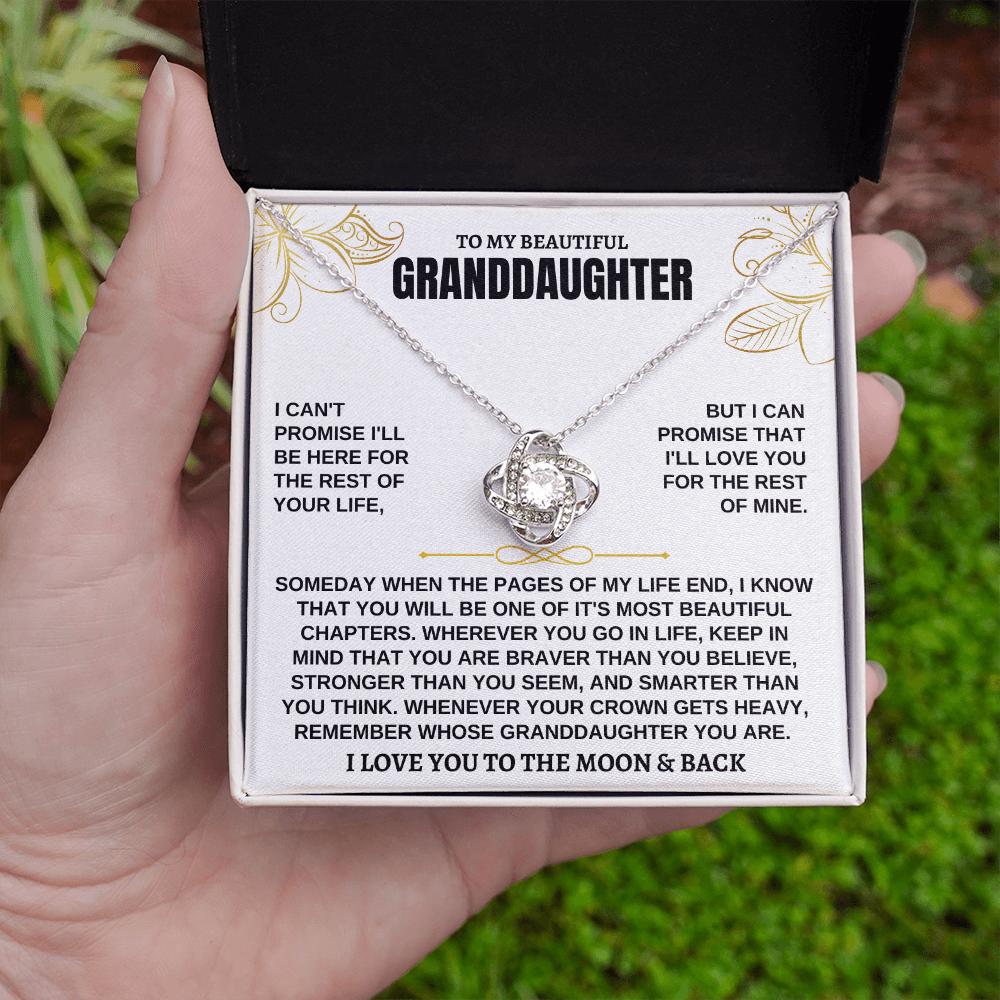 TO MY BEAUTIFUL
GRANDDAUGHTER
I CAN'T
PROMISE I'LL
BE HERE FOR
THE REST OF
YOUR LIFE,
BUT I CAN
PROMISE THAT
I'LL LOVE YOU
FOR THE REST
OF MINE.
SOMEDAY WHEN THE PAGES OF MY LIFE END, I KNOW
THAT YOU WILL BE ONE OF IT'S MOST BEAUTIFUL
CHAPTERS. WHEREVER YOU GO IN LIFE, KEEP IN
MIND THAT YOU ARE BRAVER THAN YOU BELIEVE,
STRONGER THAN YOU SEEM, AND SMARTER THAN
YOU THINK. WHENEVER YOUR CROWN GETS HEAVY,
REMEMBER WHOSE GRANDDAUGHTER YOU ARE.
I LOVE YOU TO THE MOON & BACK